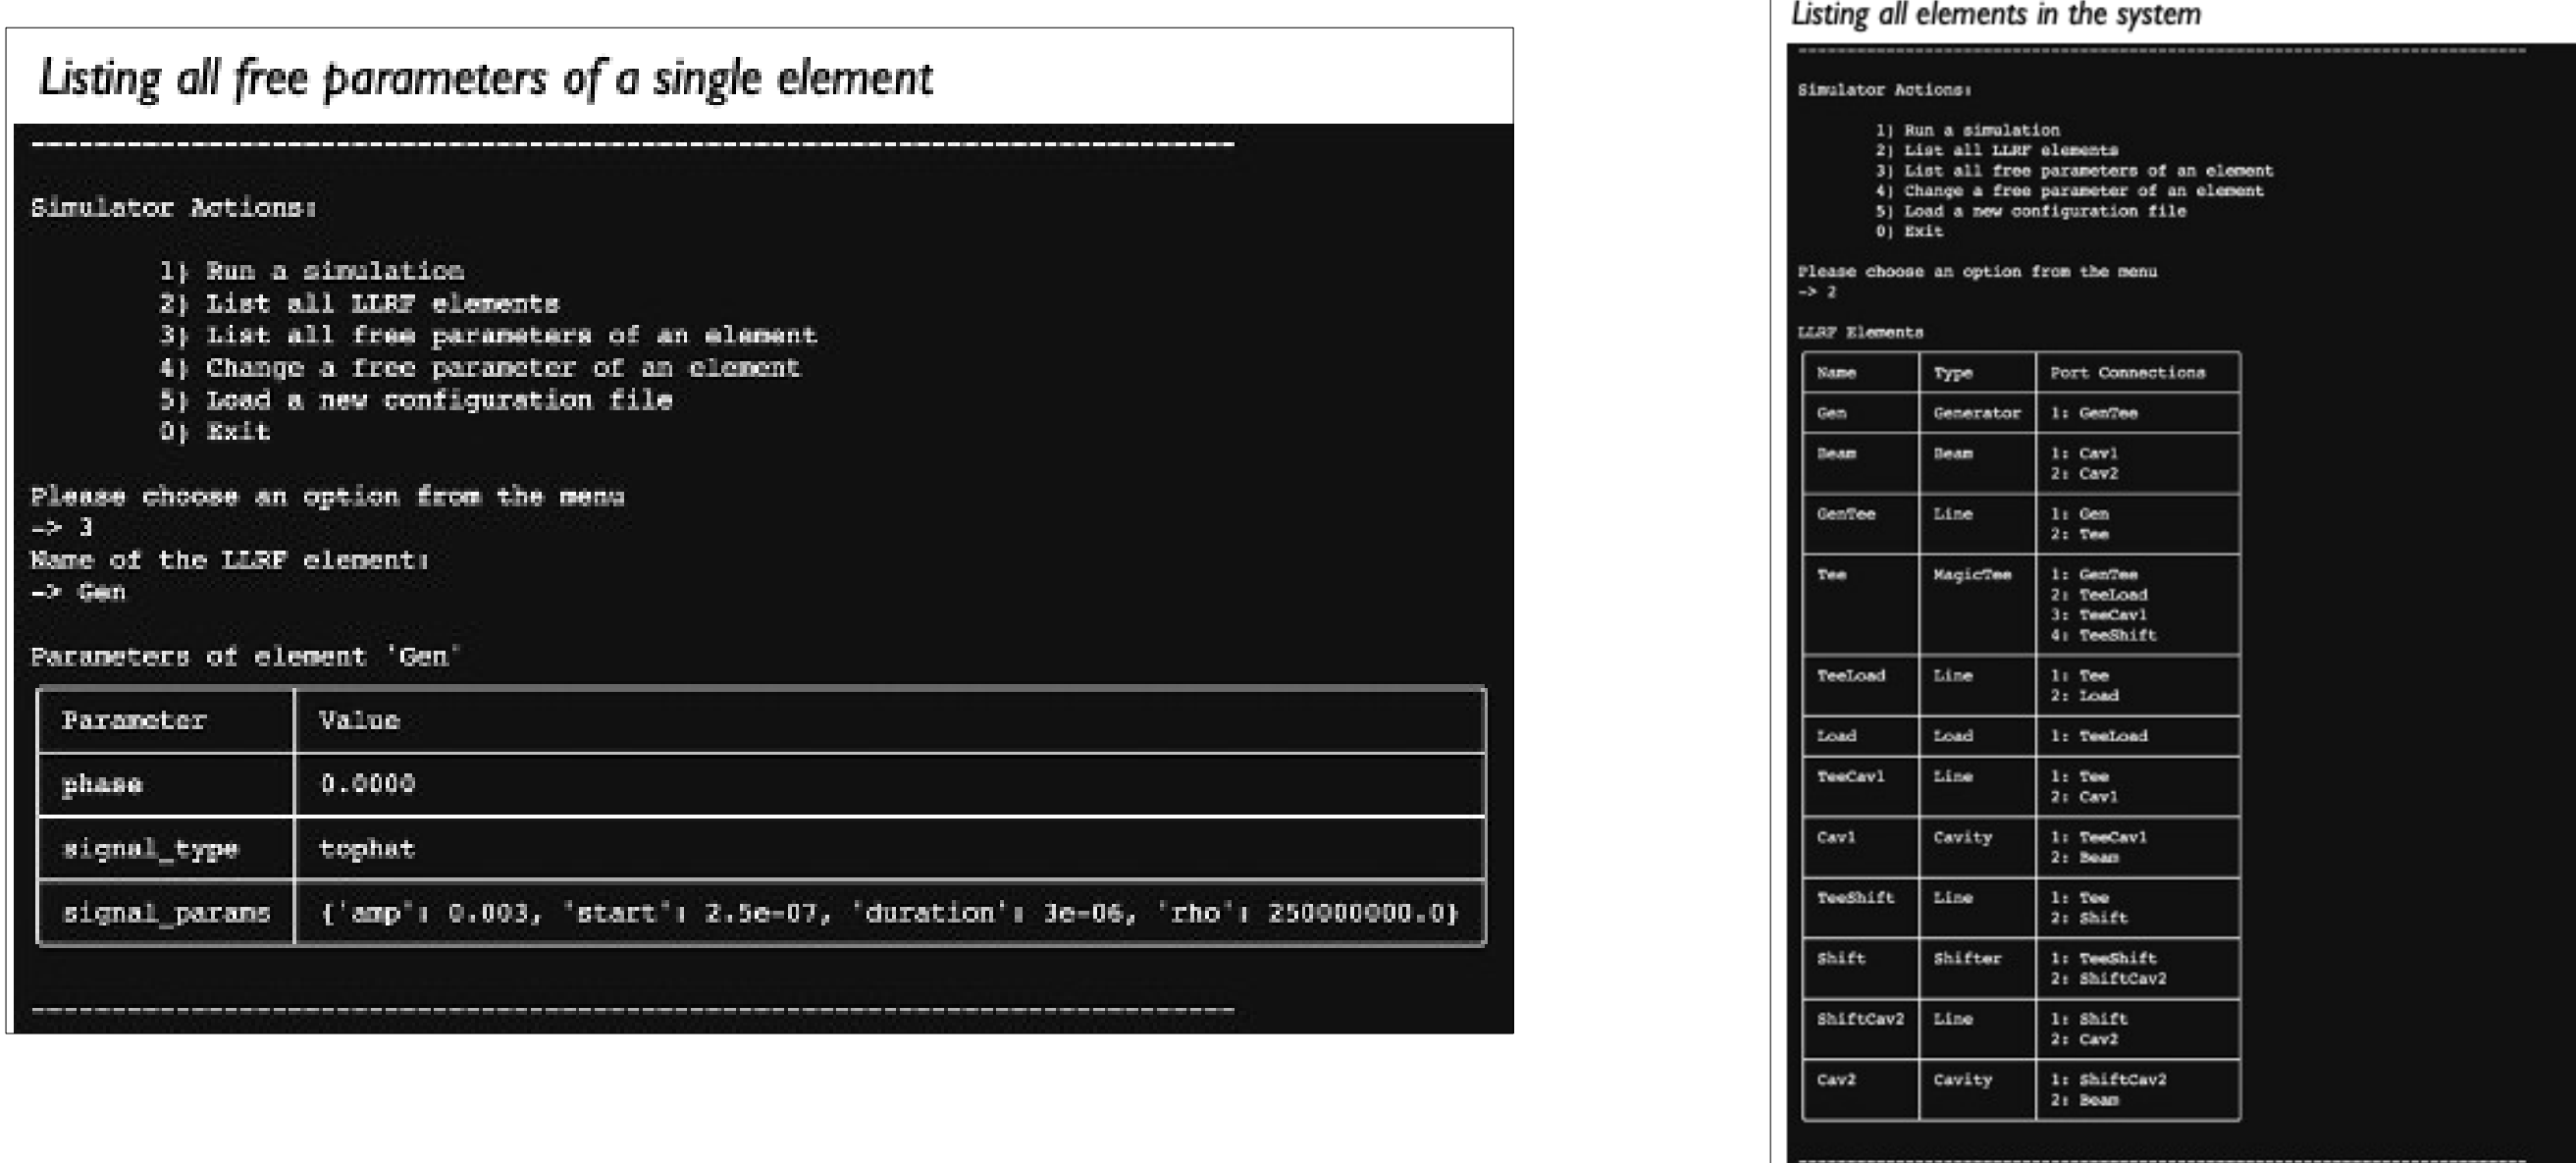 Listing all free parameters of a single element
--------------------------------------------------------------------------
Simulator Actions:
1) Run a simulation
2) List all LLRF elements
3) List all free parameters of an element
4) Change a free parameter of an element
5) Load a new configuration file
0) Exit
Please choose an option from the menu
-> 3
Name of the LLRF element:
-> Gen
Parameters of element 'Gen'
Parameter Value
phase 0.0000
signal_type tophat
signal_params {'amp': 0.003, 'start': 2.5e-07, 'duration': 3e-06, 'rho': 250000000.0}
--------------------------------------------------------------------------
Listing all elements in the system
--------------------------------------------------------------------------
Simulator Actions:
1) Run a simulation
2) List all LLRF elements
3) List all free parameters of an element
4) Change a free parameter of an element
5) Load a new configuration file
0) Exit
Please choose an option from the menu
-> 2
LLRF Elements
Name Type Port Connections
Gen Generator 1: GenTee
Beam Beam 1: Cav1
2: Cav2
GenTee Line 1: Gen
2: Tee
Tee MagicTee 1: GenTee
2: TeeLoad
3: TeeCav1
4: TeeShift
TeeLoad Line 1: Tee
2: Load
Load Load 1: TeeLoad
TeeCav1 Line 1: Tee
2: Cav1
Cav1 Cavity 1: TeeCav1
2: Beam
TeeShift Line 1: Tee
2: Shift
Shift Shifter 1: TeeShift
2: ShiftCav2
ShiftCav2 Line 1: Shift
2: Cav2
Cav2 Cavity 1: ShiftCav2
2: Beam
--------------------------------------------------------------------------